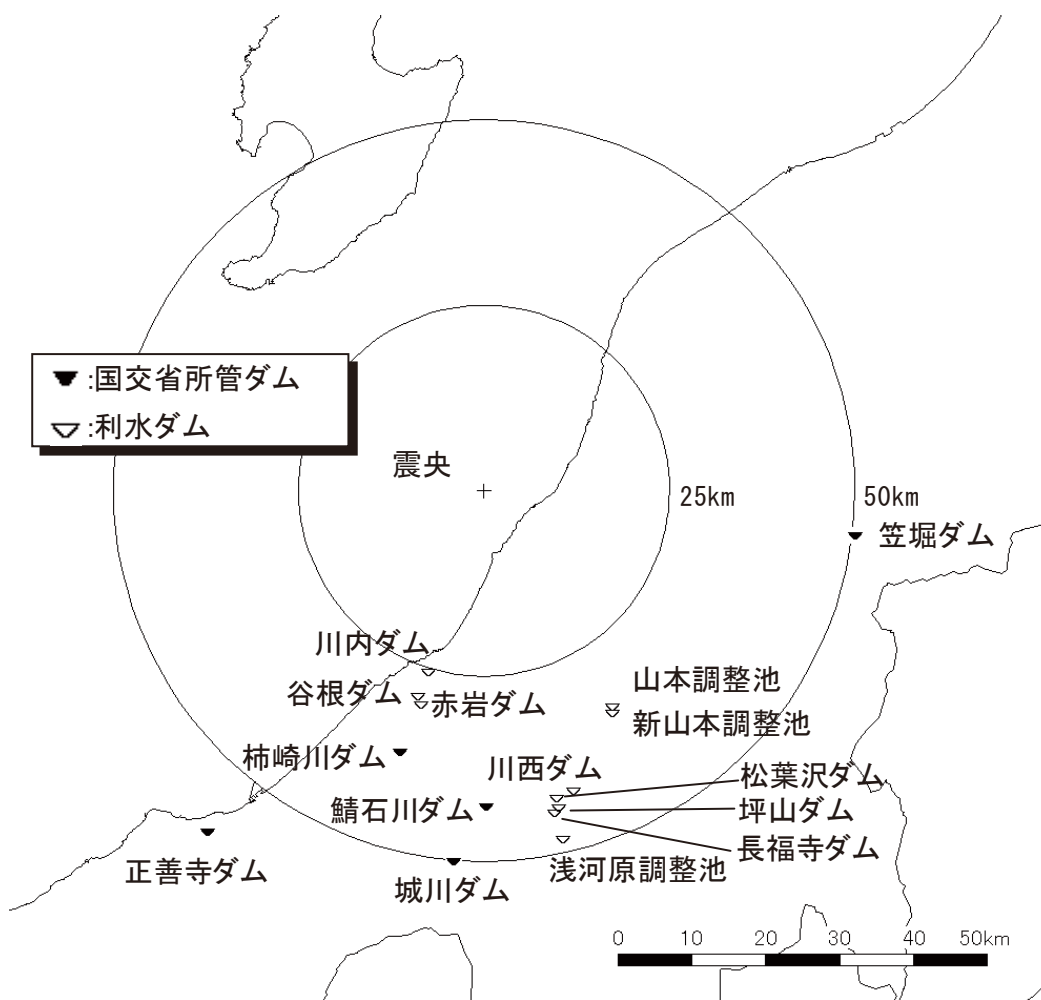 :国交省所管ダム
:利水ダム
震央
25km
50km
笠堀ダム
川内ダム
谷根ダム
赤岩ダム
山本調整池
新山本調整池
柿崎川ダム
川西ダム
松葉沢ダム
鯖石川ダム
坪山ダム
長福寺ダム
正善寺ダム
浅河原調整池
城川ダム
0 10 20 30 40 50km